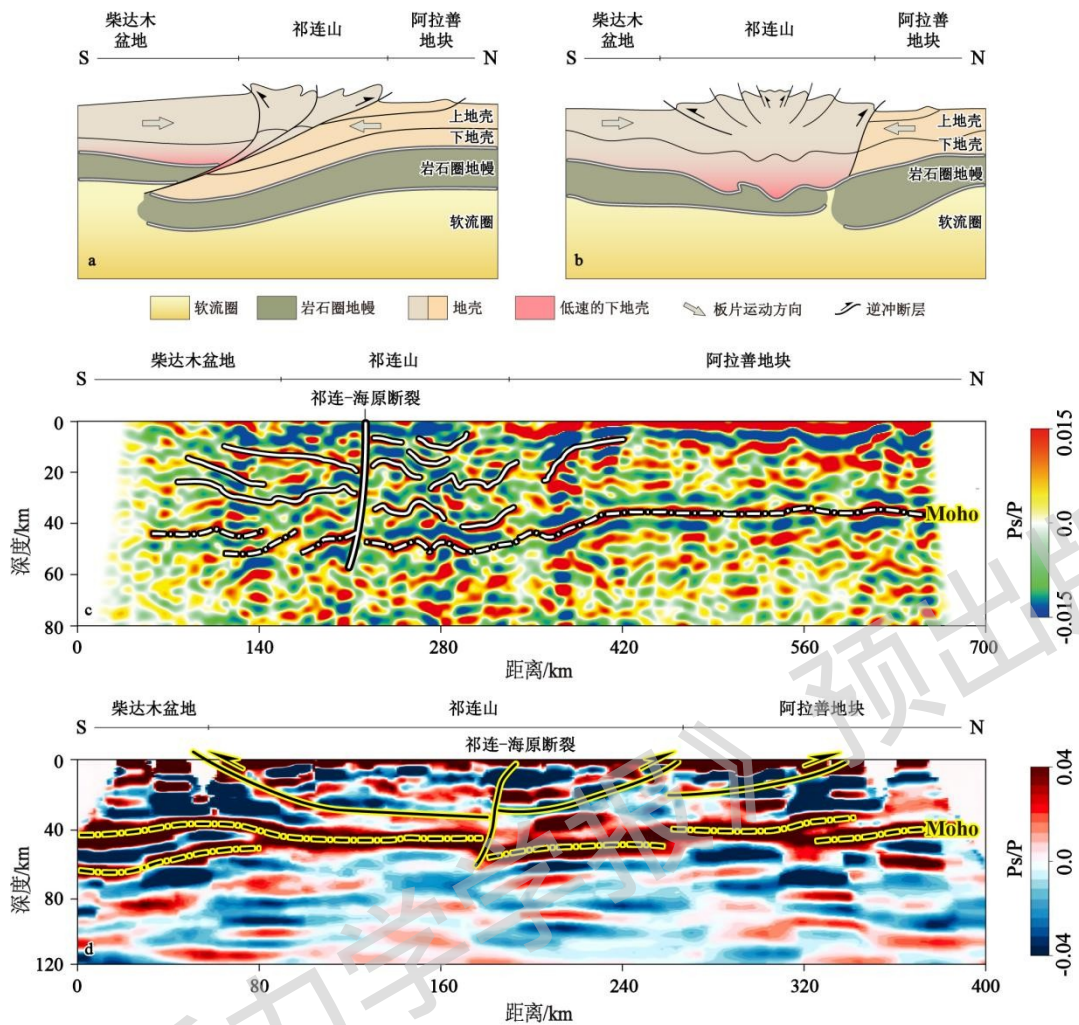 柴达木
盆地
祁连山
阿拉善
地块
S
N
上地壳
下地壳
岩石圈地幔
软流圈
a
柴达木
盆地
祁连山
阿拉善
地块
S
N
上地壳
下地壳
岩石圈地幔
软流圈
b
软流圈
岩石圈地幔
地壳
低速的下地壳
板片运动方向
逆冲断层
柴达木盆地
祁连山
阿拉善地块
S
N
祁连-海原断裂
0
20
40
60
80
深度/km
c
Moho
0.015
0.0
-0.015
Ps/P
0
140
280
420
560
700
距离/km
柴达木盆地
祁连山
阿拉善地块
S
N
祁连-海原断裂
0
40
80
120
深度/km
d
Moho
0.04
0.0
-0.04
Ps/P
0
80
160
240
320
400
距离/km
力学学报》 预出